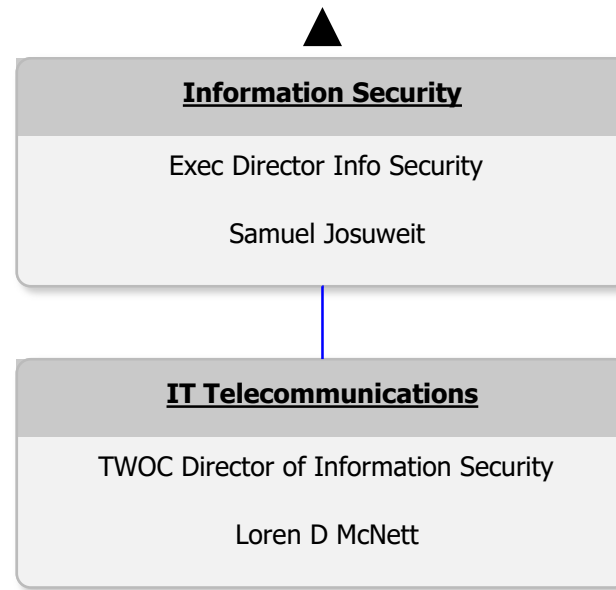 Information Security
Exec Director Info Security
Samuel Josuweit
IT Telecommunications
TWOC Director of Information Security
Loren D McNett